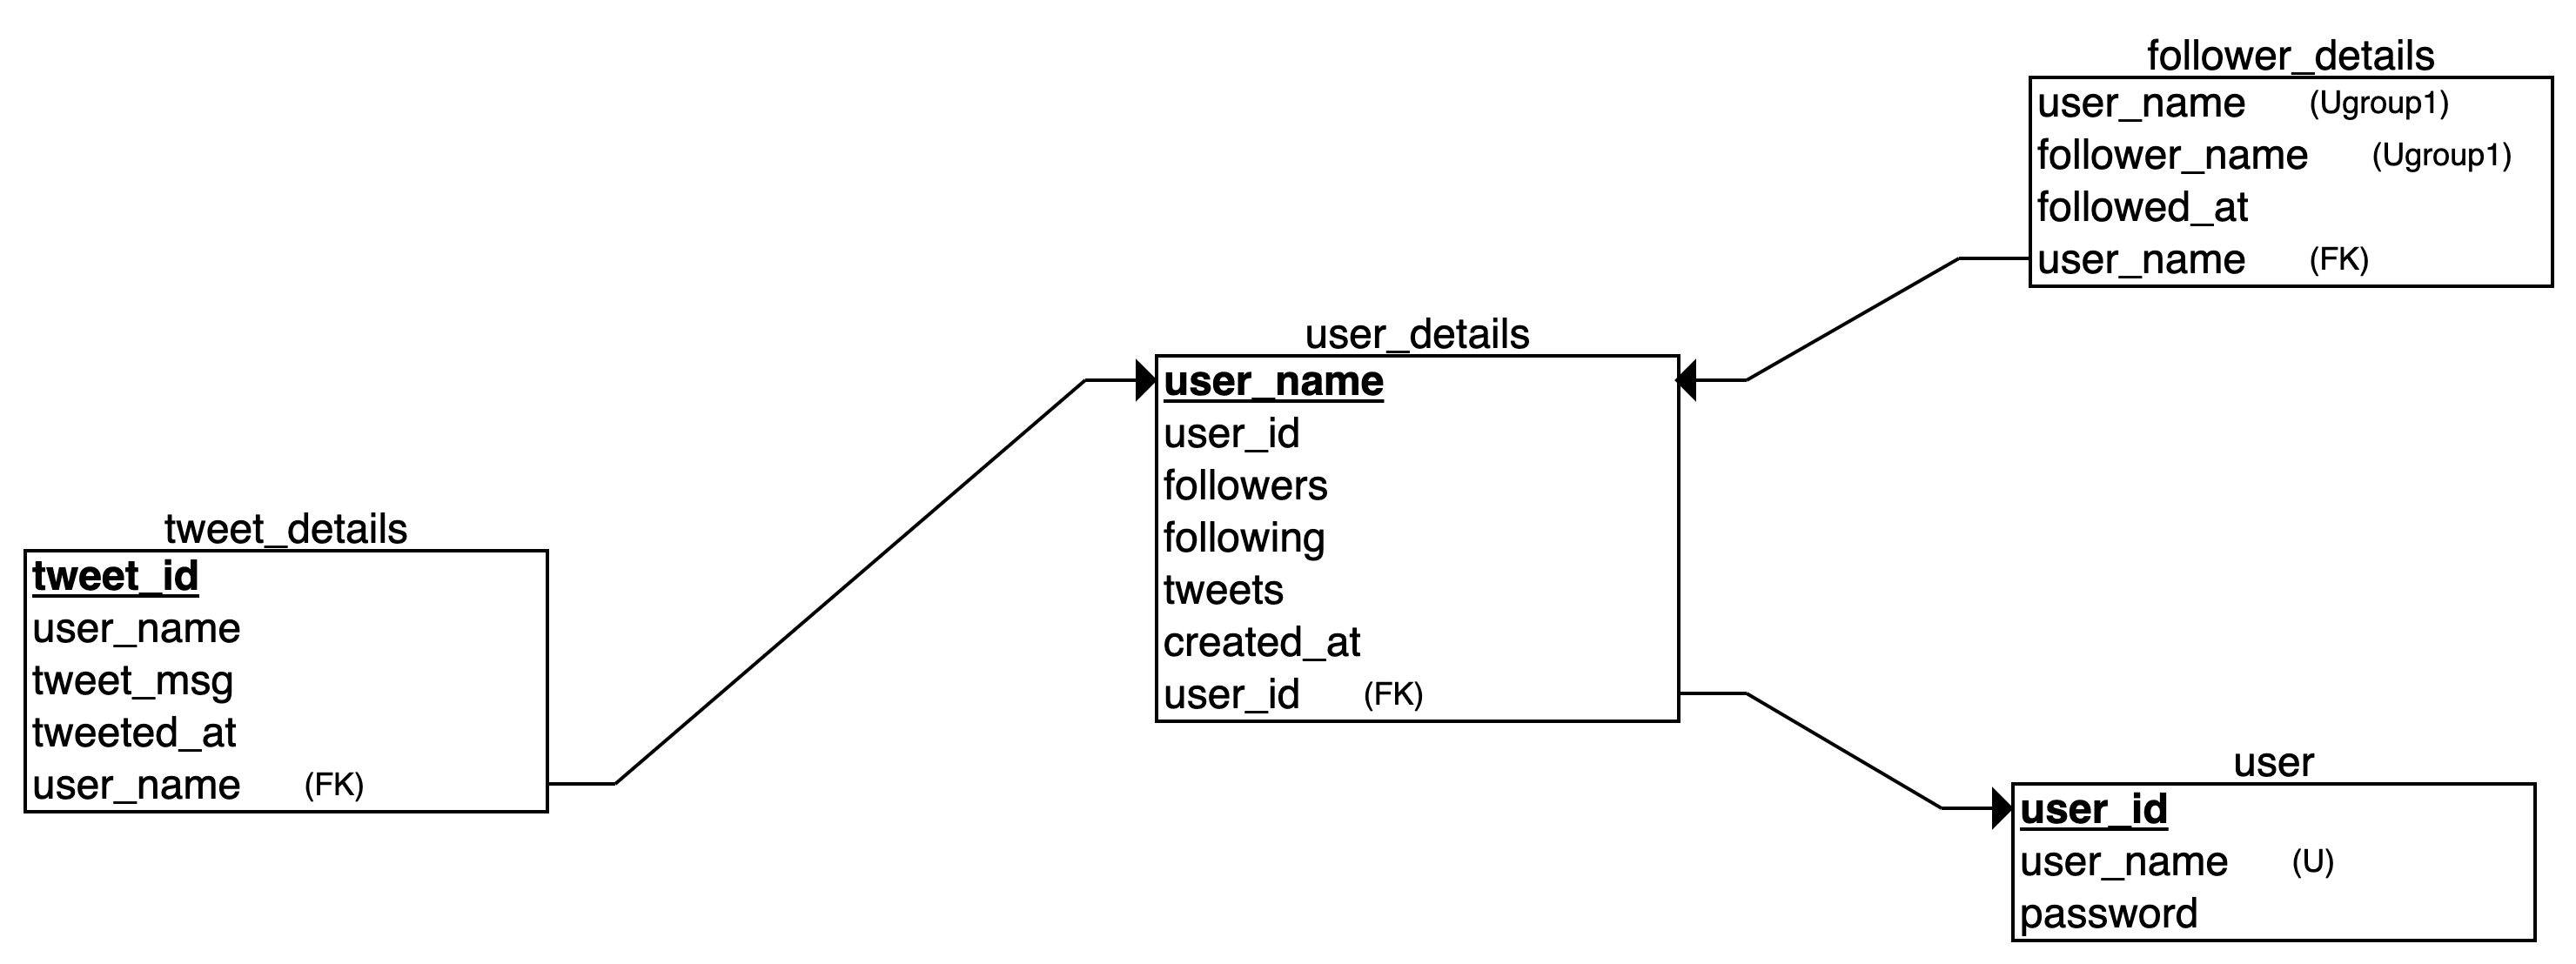 follower_details
user_name (Ugroup1)
follower_name (Ugroup1)
followed_at
user_name (FK)
user_details
user_name
user_id
followers
following
tweets
created_at
user_id (FK)
tweet_details
tweet_id
user_name
tweet_msg
tweeted_at
user_name (FK)
user
user_id
user_name (U)
password